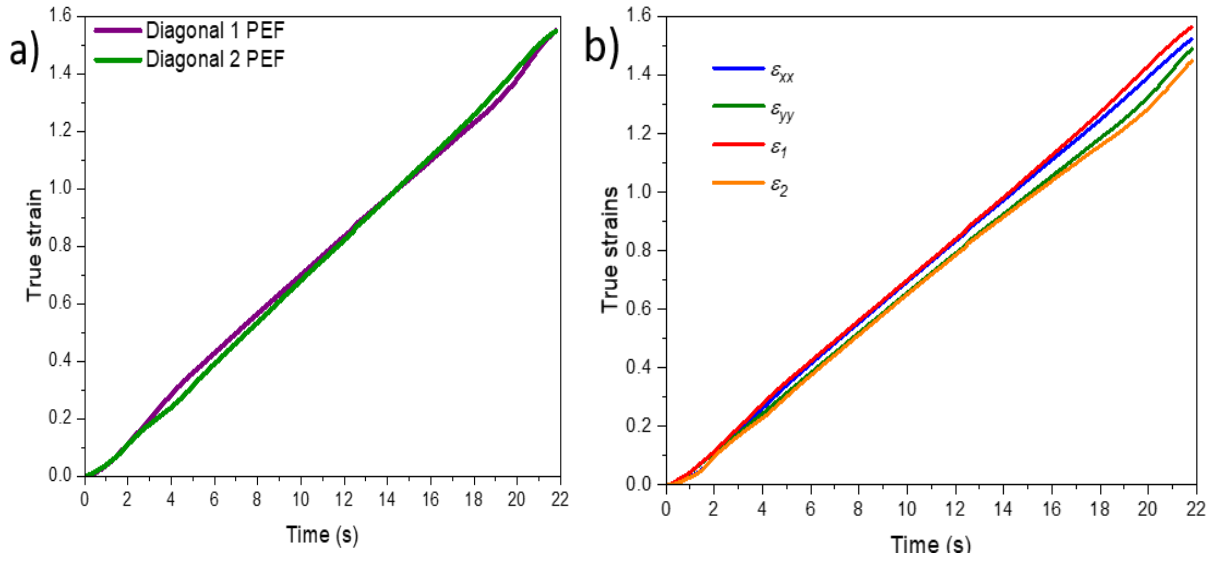 a)
Diagonal 1 PEF
Diagonal 2 PEF
True strain
1.6
1.4
1.2
1.0
0.8
0.6
0.4
0.2
0.0
0 2 4 6 8 10 12 14 16 18 20 22
Time (s)
b)
εxx
εyy
ε1
ε2
True strains
1.6
1.4
1.2
1.0
0.8
0.6
0.4
0.2
0.0
0 2 4 6 8 10 12 14 16 18 20 22
Time (s)